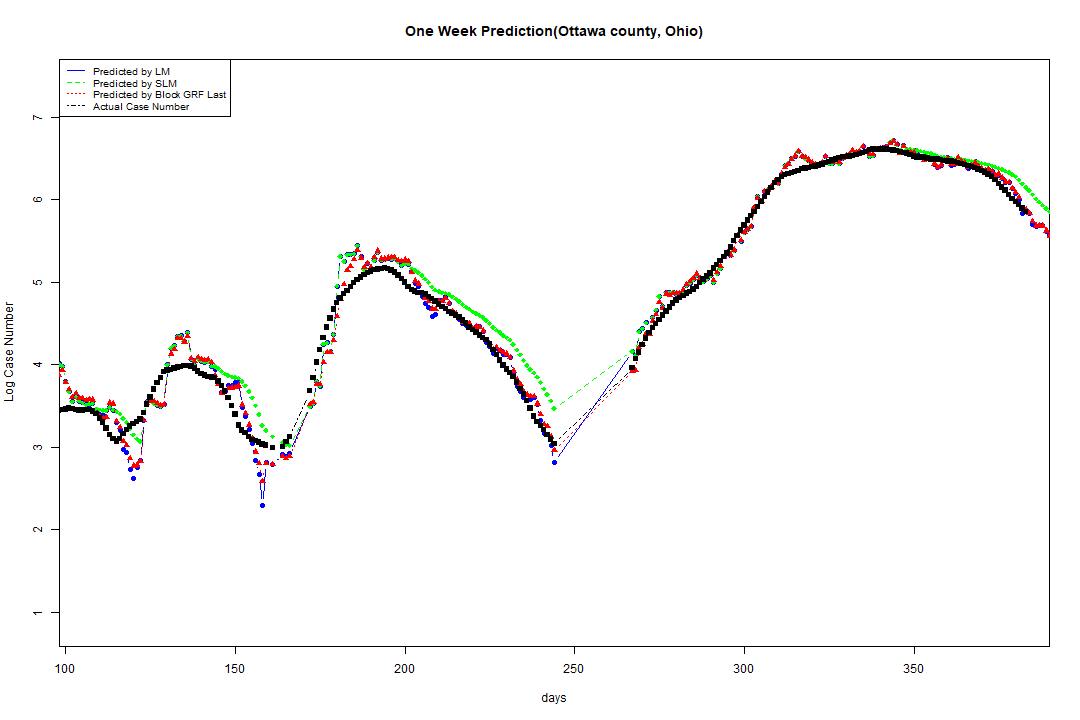 One Week Prediction(Ottawa county, Ohio)
Predicted by LM
Predicted by SLM
Predicted by Block GRF Last
Actual Case Number
Log Case Number
7
6
5
4
3
2
1
100 150 200 250 300 350
days